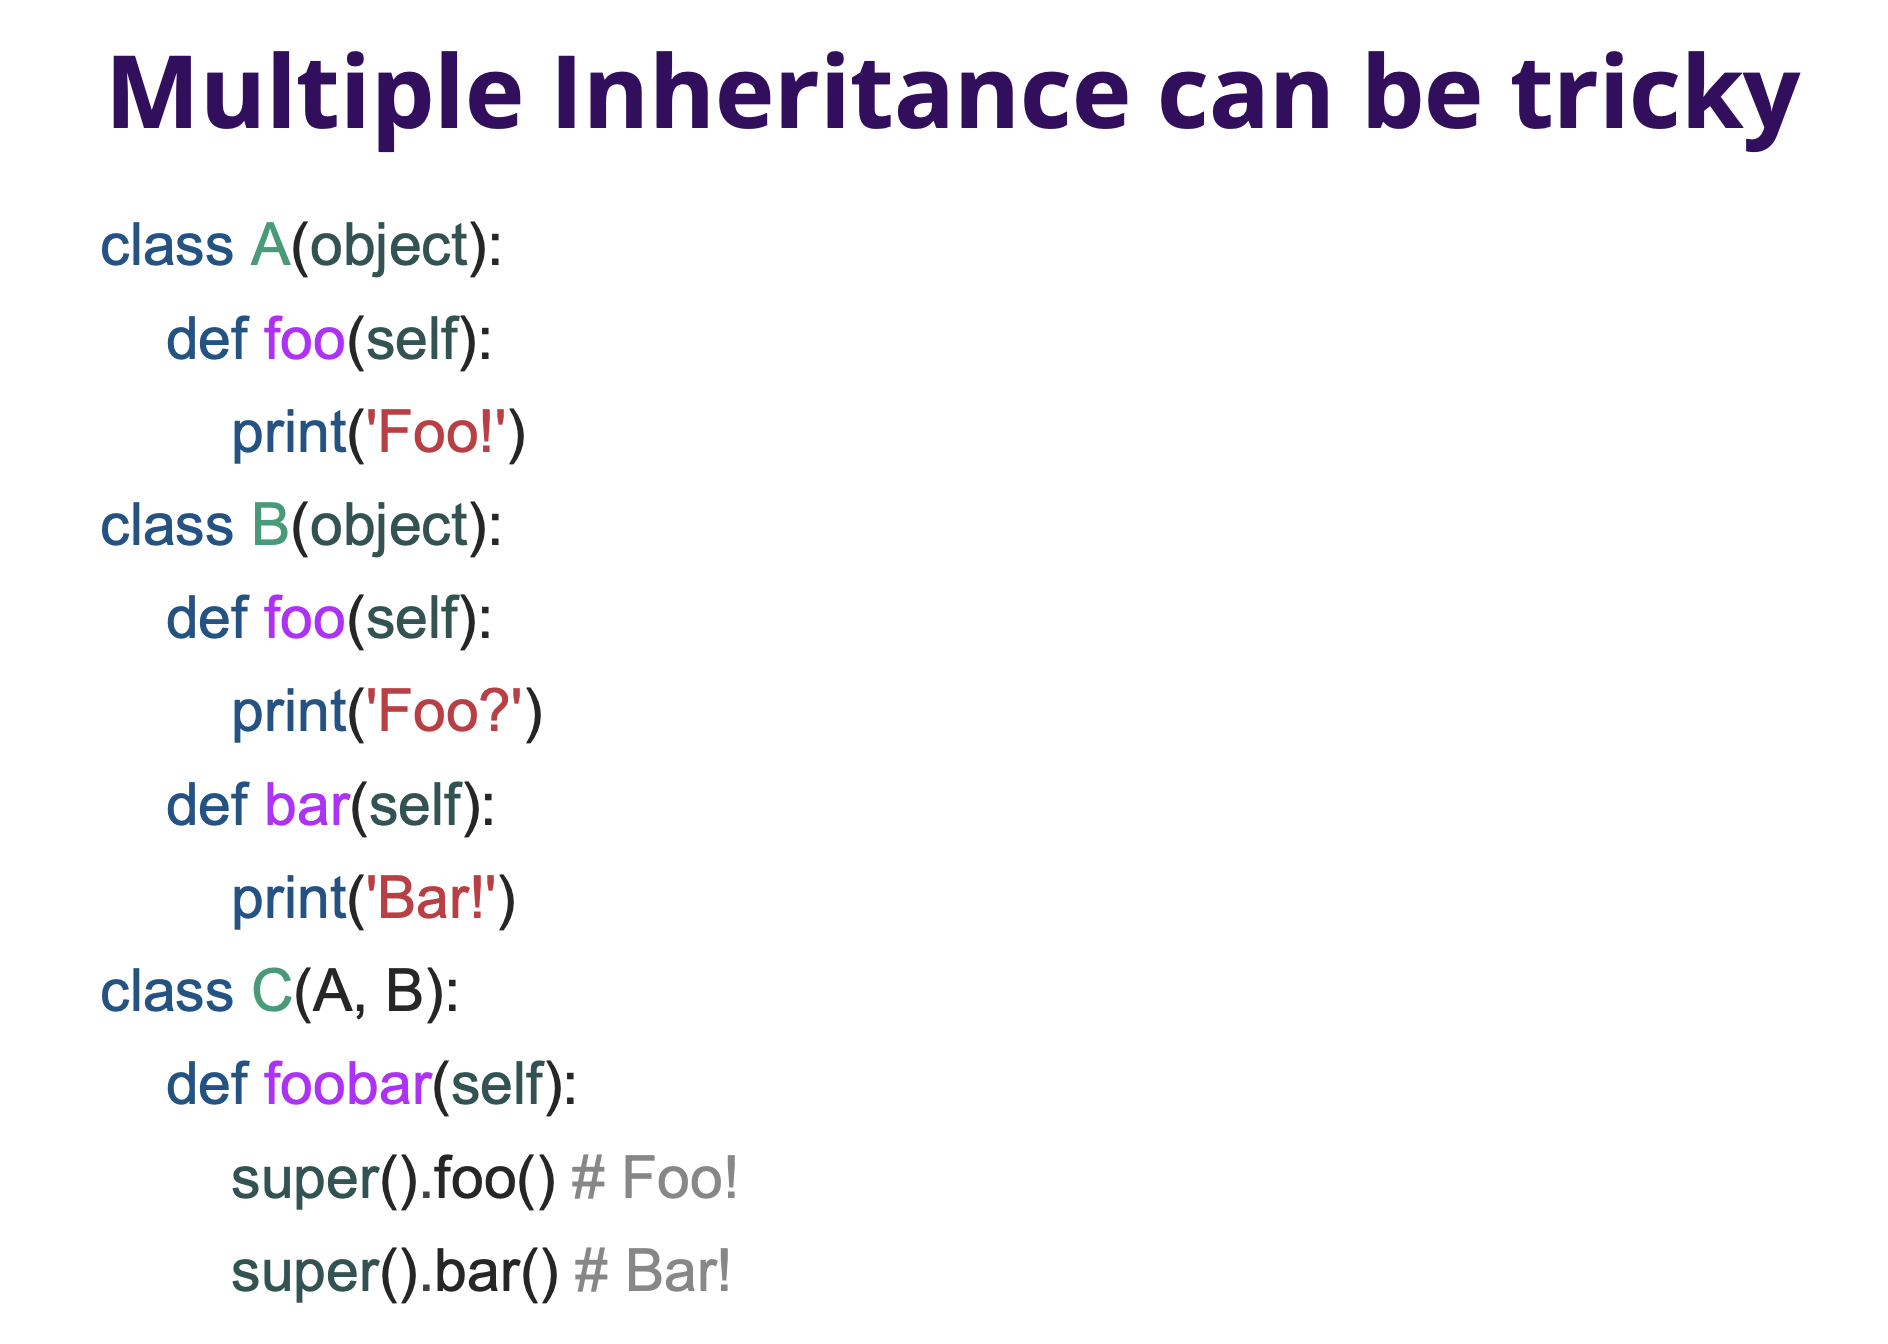 Multiple Inheritance can be tricky
class A(object):
    def foo(self):
        print('Foo!')
class B(object):
    def foo(self):
        print('Foo?')
    def bar(self):
        print('Bar!')
class C(A, B):
    def foobar(self):
        super().foo() # Foo!
        super().bar() # Bar!